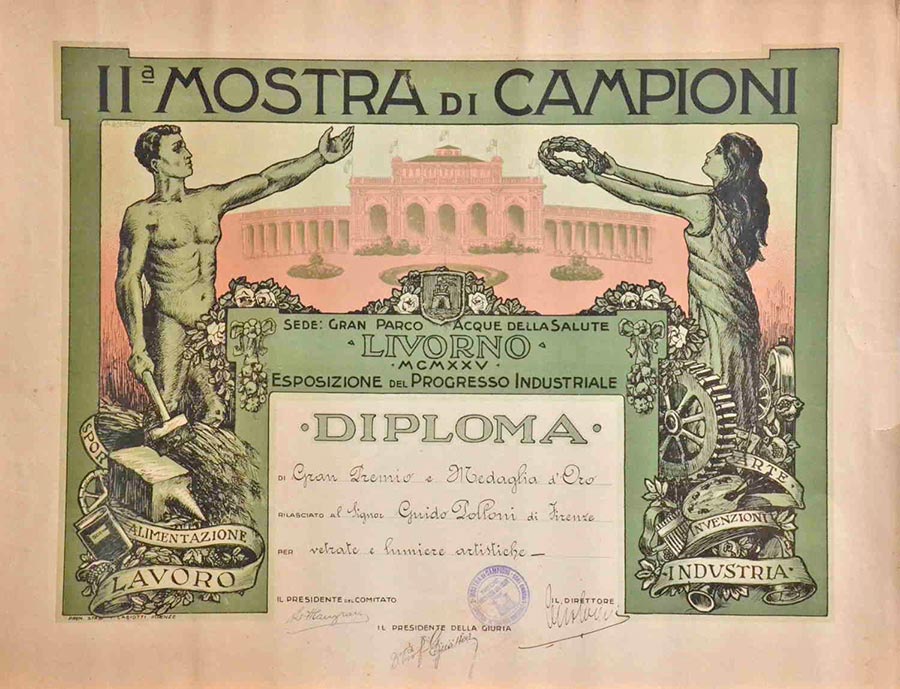 IIª MOSTRA DI CAMPIONI
SEDE: GRAN PARCO ACQUE DELLA SALUTE
LIVORNO
· MCMXXV ·
ESPOSIZIONE DEL PROGRESSO INDUSTRIALE
· DIPLOMA ·
DI Gran Premio e Medaglia d'Oro
RILASCIATO al Signor Guido Polloni di Firenze
PER vetrate e lumiere artistiche —
IL PRESIDENTE DEL COMITATO
IL DIRETTORE
IL PRESIDENTE DELLA GIURIA
SPORT
ALIMENTAZIONE
LAVORO
ARTE
INVENZIONI
· INDUSTRIA ·
FIRENZE